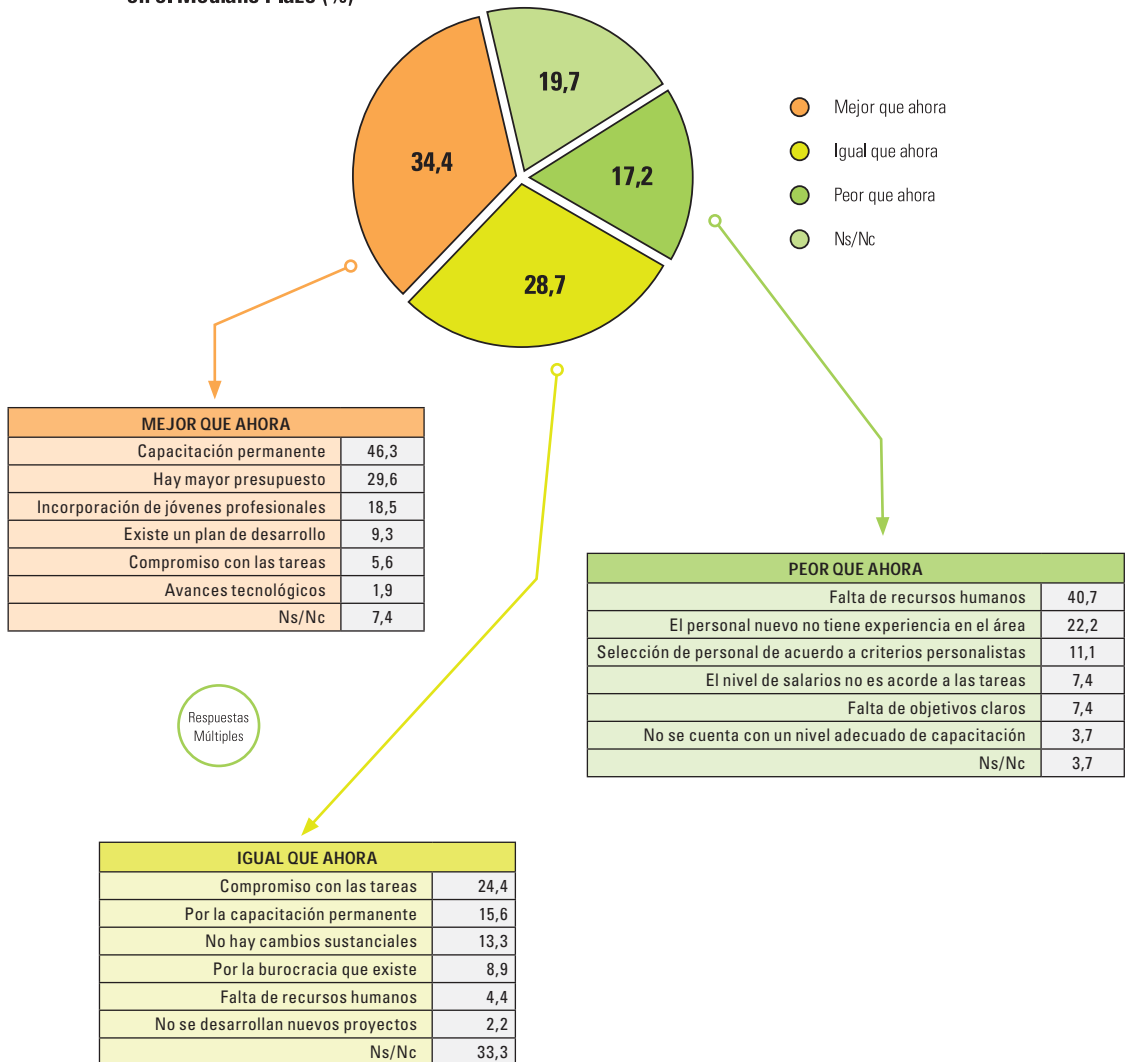 en el Mediano Plazo (%)
19,7
34,4
17,2
28,7
Mejor que ahora
Igual que ahora
Peor que ahora
Ns/Nc
MEJOR QUE AHORA
Capacitación permanente 46,3
Hay mayor presupuesto 29,6
Incorporación de jóvenes profesionales 18,5
Existe un plan de desarrollo 9,3
Compromiso con las tareas 5,6
Avances tecnológicos 1,9
Ns/Nc 7,4
PEOR QUE AHORA
Falta de recursos humanos 40,7
El personal nuevo no tiene experiencia en el área 22,2
Selección de personal de acuerdo a criterios personalistas 11,1
El nivel de salarios no es acorde a las tareas 7,4
Falta de objetivos claros 7,4
No se cuenta con un nivel adecuado de capacitación 3,7
Ns/Nc 3,7
Respuestas
Múltiples
IGUAL QUE AHORA
Compromiso con las tareas 24,4
Por la capacitación permanente 15,6
No hay cambios sustanciales 13,3
Por la burocracia que existe 8,9
Falta de recursos humanos 4,4
No se desarrollan nuevos proyectos 2,2
Ns/Nc 33,3